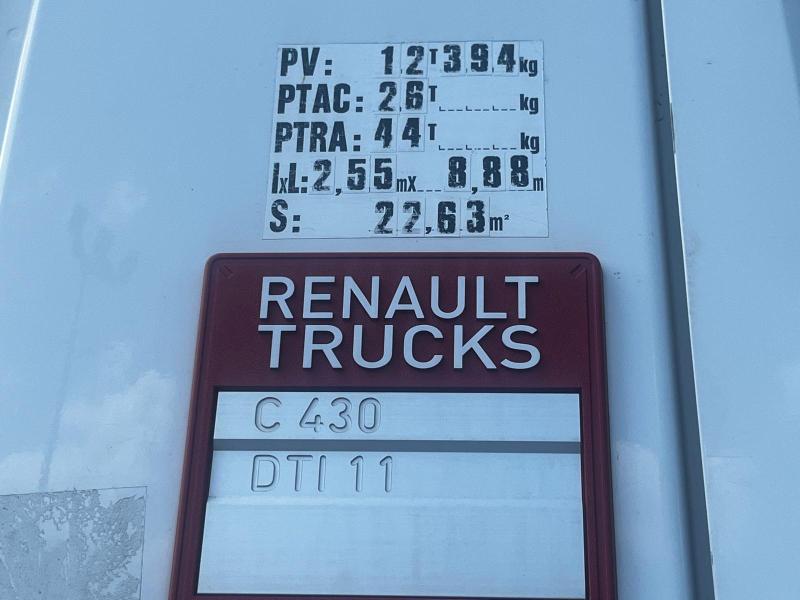 PV: 12T394kg
PTAC: 26T kg
PTRA: 44T kg
lxL: 2,55mx 8,88m
S: 22,63m²
RENAULT
TRUCKS
C 430
DTI 11